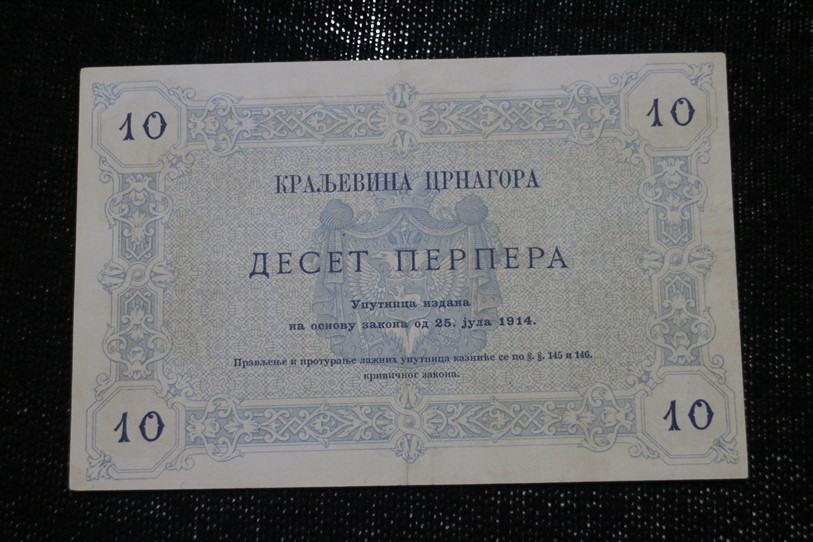 10 10
КРАЉЕВИНА ЦРНАГОРА
ДЕСЕТ ПЕРПЕРА
Упутница издана
на основу закона од 25. јула 1914.
Прављење и протурање лажних упутница казниће се по §. §. 145 и 146.
кривичног закона.
10 10